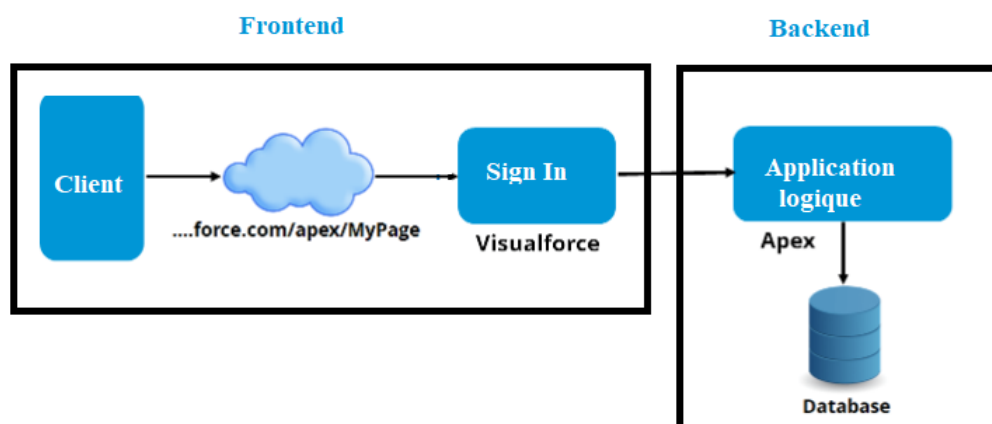 Frontend
Backend
Client
....force.com/apex/MyPage
Sign In
Visualforce
Application
logique
Apex
Database